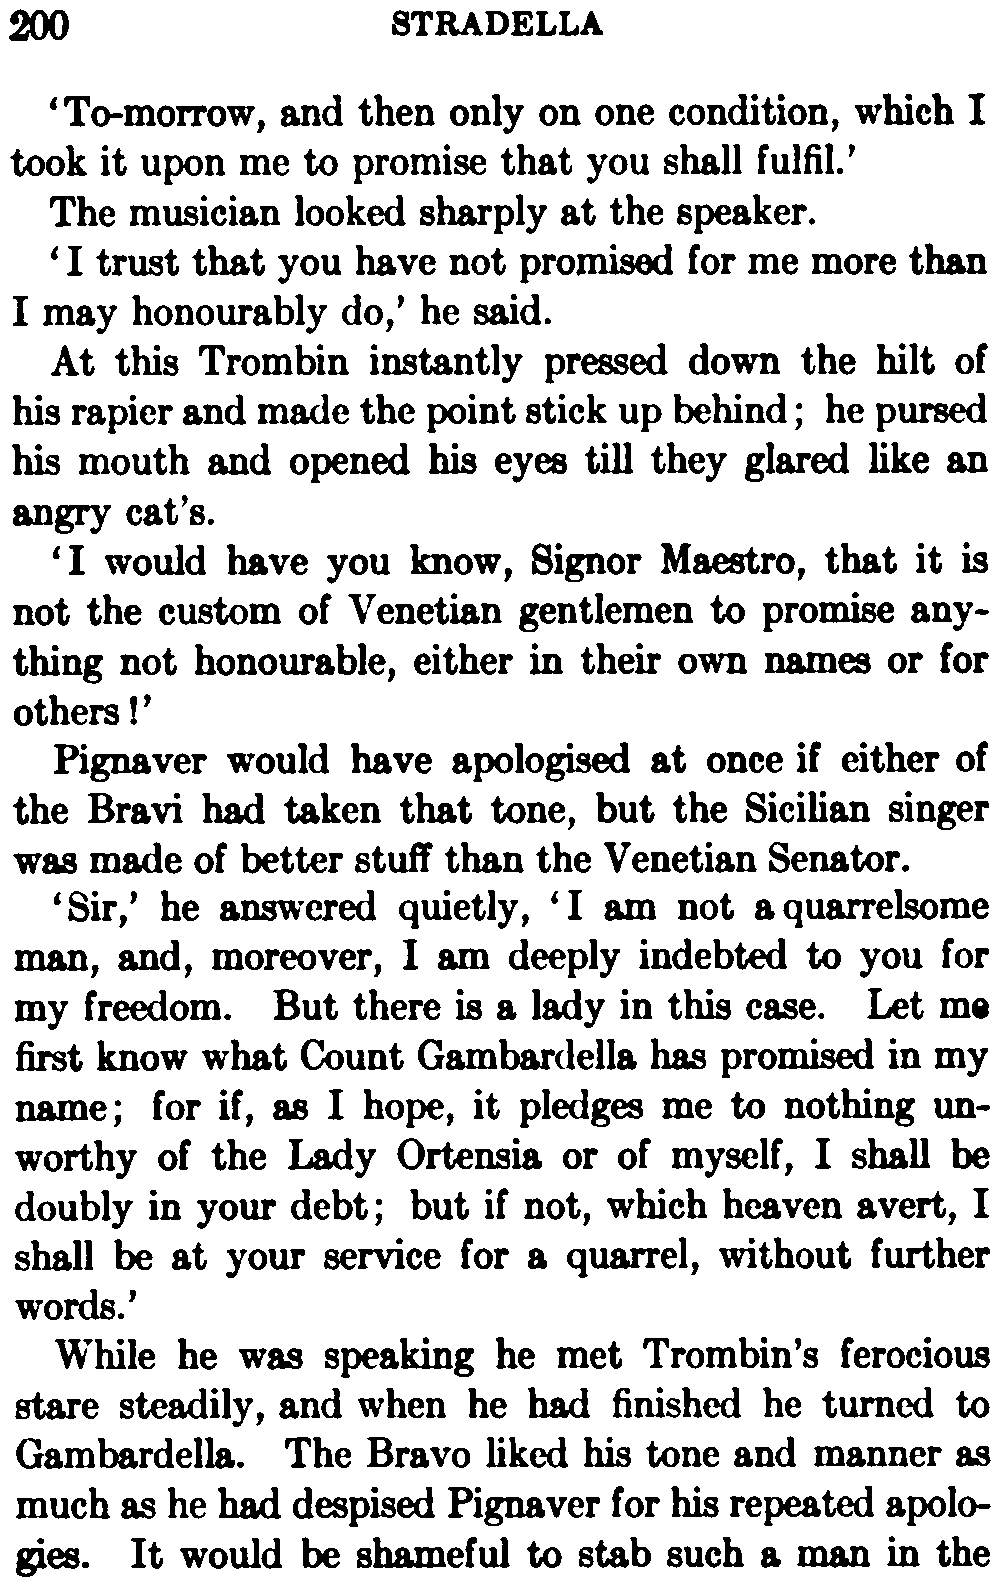 200 STRADELLA
‘To-morrow, and then only on one condition, which I
took it upon me to promise that you shall fulfil.’
The musician looked sharply at the speaker.
‘I trust that you have not promised for me more than
I may honourably do,’ he said.
At this Trombin instantly pressed down the hilt of
his rapier and made the point stick up behind; he pursed
his mouth and opened his eyes till they glared like an
angry cat’s.
‘I would have you know, Signor Maestro, that it is
not the custom of Venetian gentlemen to promise any-
thing not honourable, either in their own names or for
others!’
Pignaver would have apologised at once if either of
the Bravi had taken that tone, but the Sicilian singer
was made of better stuff than the Venetian Senator.
‘Sir,’ he answered quietly, ‘I am not a quarrelsome
man, and, moreover, I am deeply indebted to you for
my freedom. But there is a lady in this case. Let me
first know what Count Gambardella has promised in my
name; for if, as I hope, it pledges me to nothing un-
worthy of the Lady Ortensia or of myself, I shall be
doubly in your debt; but if not, which heaven avert, I
shall be at your service for a quarrel, without further
words.’
While he was speaking he met Trombin’s ferocious
stare steadily, and when he had finished he turned to
Gambardella. The Bravo liked his tone and manner as
much as he had despised Pignaver for his repeated apolo-
gies. It would be shameful to stab such a man in the